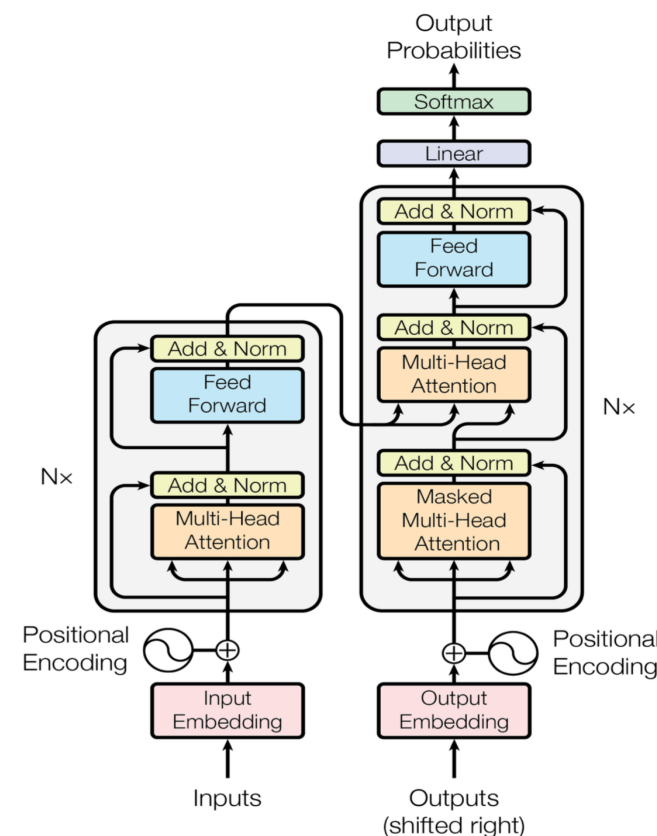 Output
Probabilities
Softmax
Linear
Add & Norm
Feed
Forward
Add & Norm
Multi-Head
Attention
Add & Norm
Masked
Multi-Head
Attention
Nx
Add & Norm
Feed
Forward
Add & Norm
Multi-Head
Attention
Nx
Positional
Encoding
Positional
Encoding
Input
Embedding
Output
Embedding
Inputs
Outputs
(shifted right)